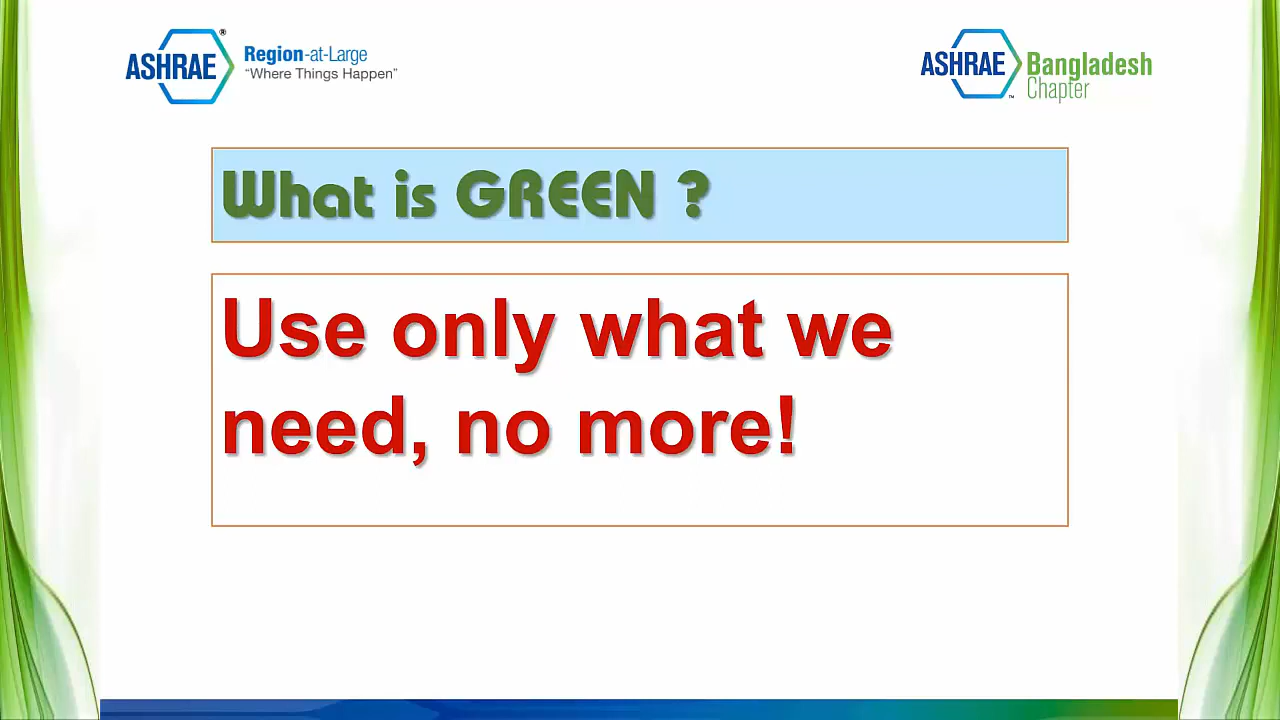 ASHRAE®
Region-at-Large
"Where Things Happen"
ASHRAE™
Bangladesh
Chapter
What is GREEN ?
Use only what we
need, no more!